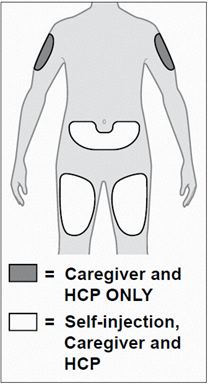 = Caregiver and
HCP ONLY
= Self-injection,
Caregiver and
HCP